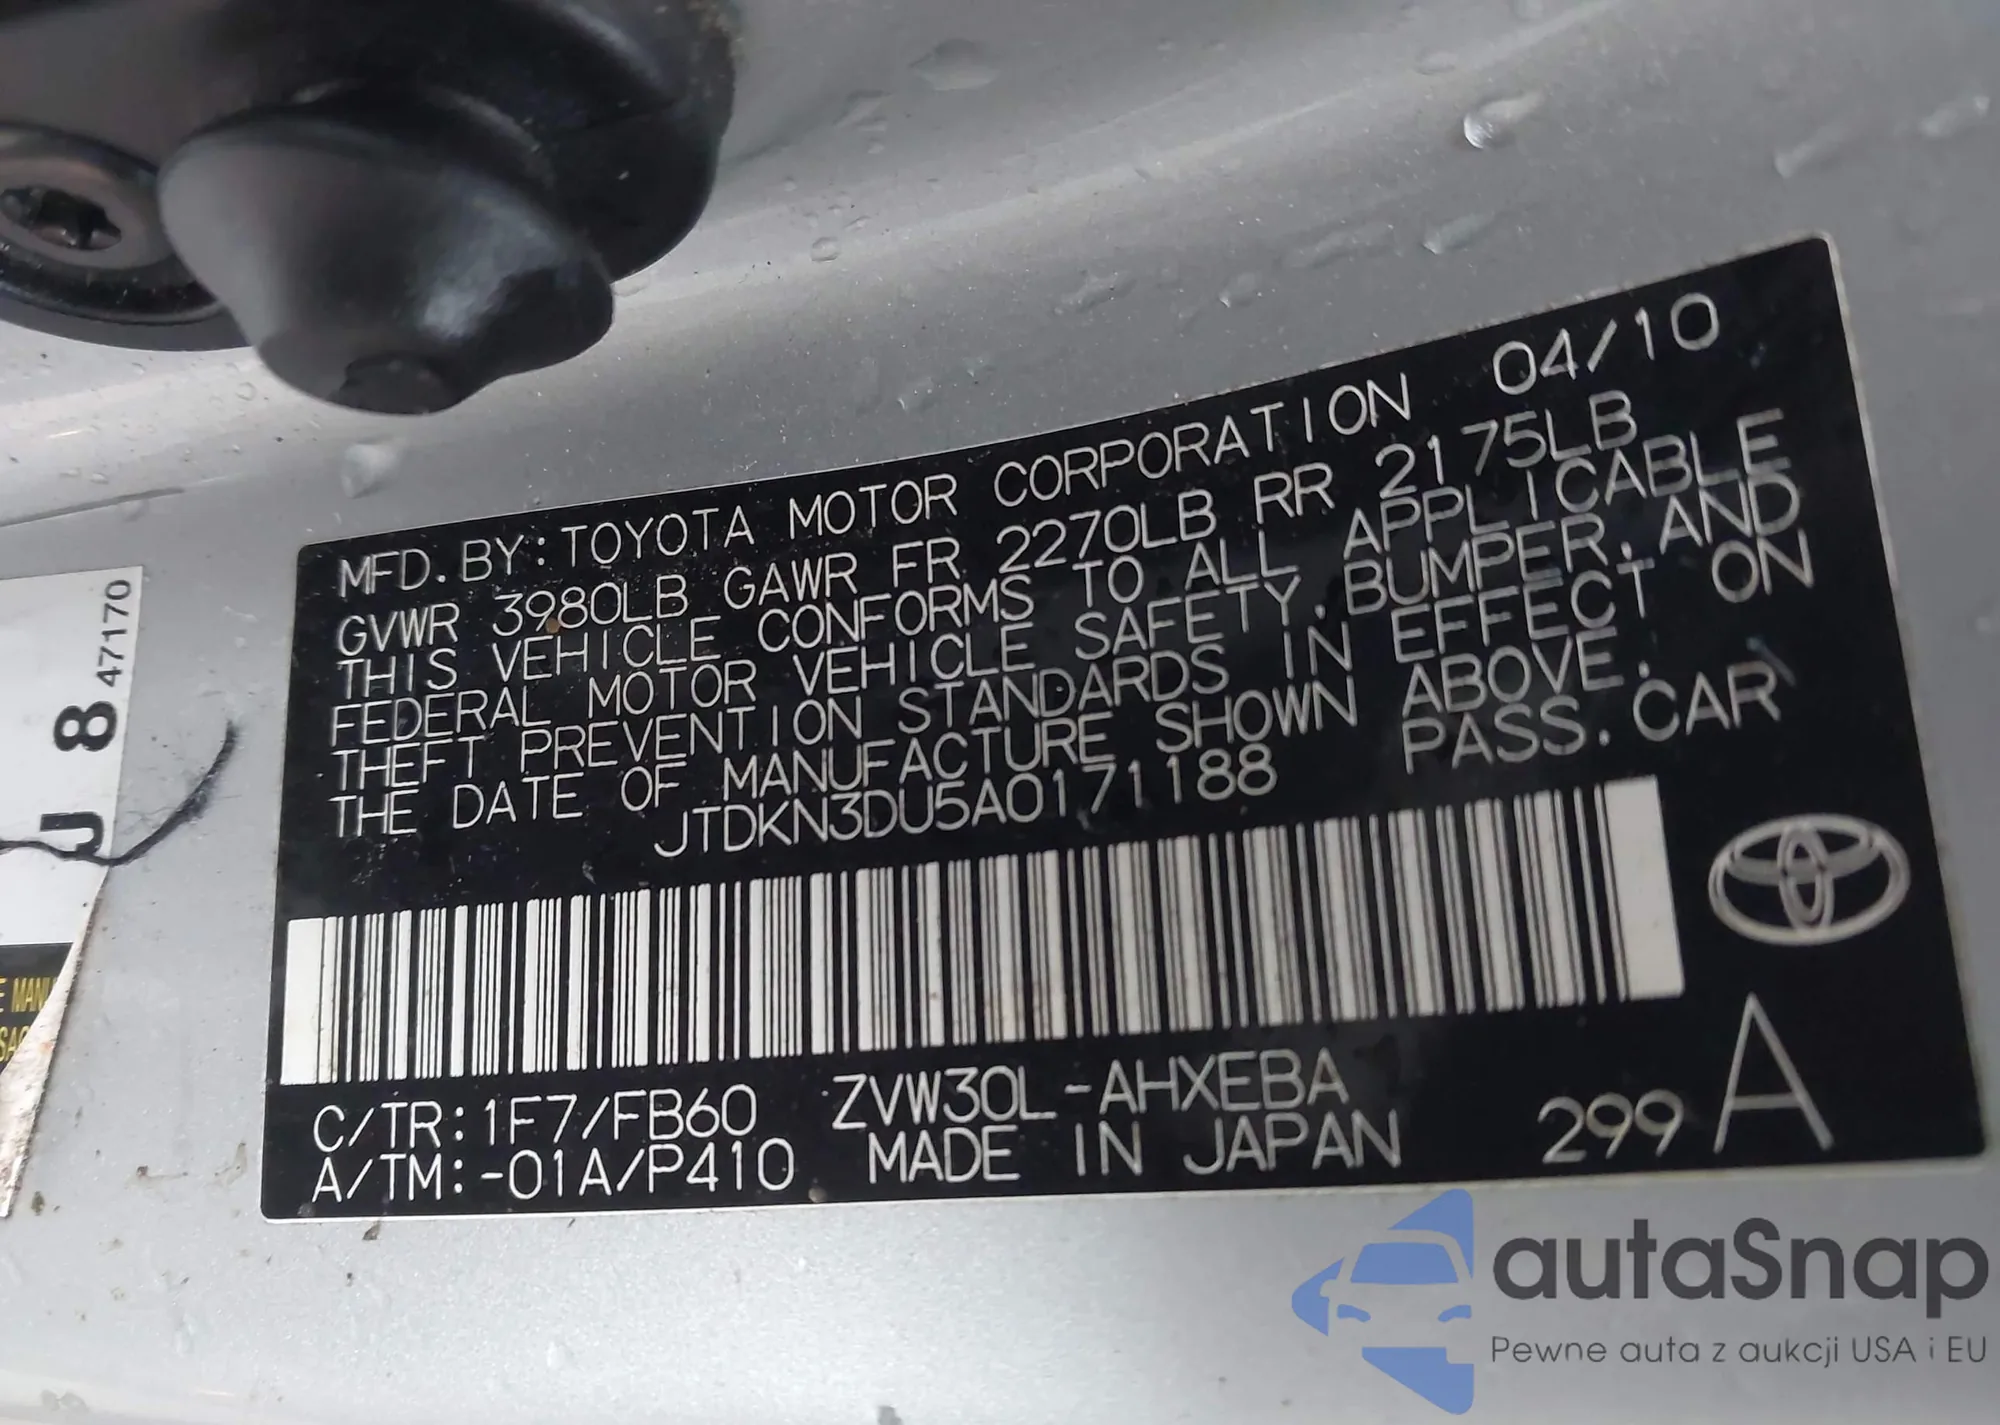 MFD. BY: TOYOTA MOTOR CORPORATION 04/10
GVWR 3980LB GAWR FR 2270LB RR 2175LB
THIS VEHICLE CONFORMS TO ALL APPLICABLE
FEDERAL MOTOR VEHICLE SAFETY, BUMPER, AND
THEFT PREVENTION STANDARDS IN EFFECT ON
THE DATE OF MANUFACTURE SHOWN ABOVE.
JTDKN3DU5A0171188 PASS. CAR
C/TR: 1F7/FB60 ZVW30L-AHXEBA
A/TM: -01A/P410 MADE IN JAPAN 299 A
J 8 47170
autaSnap
Pewne auta z aukcji USA i EU